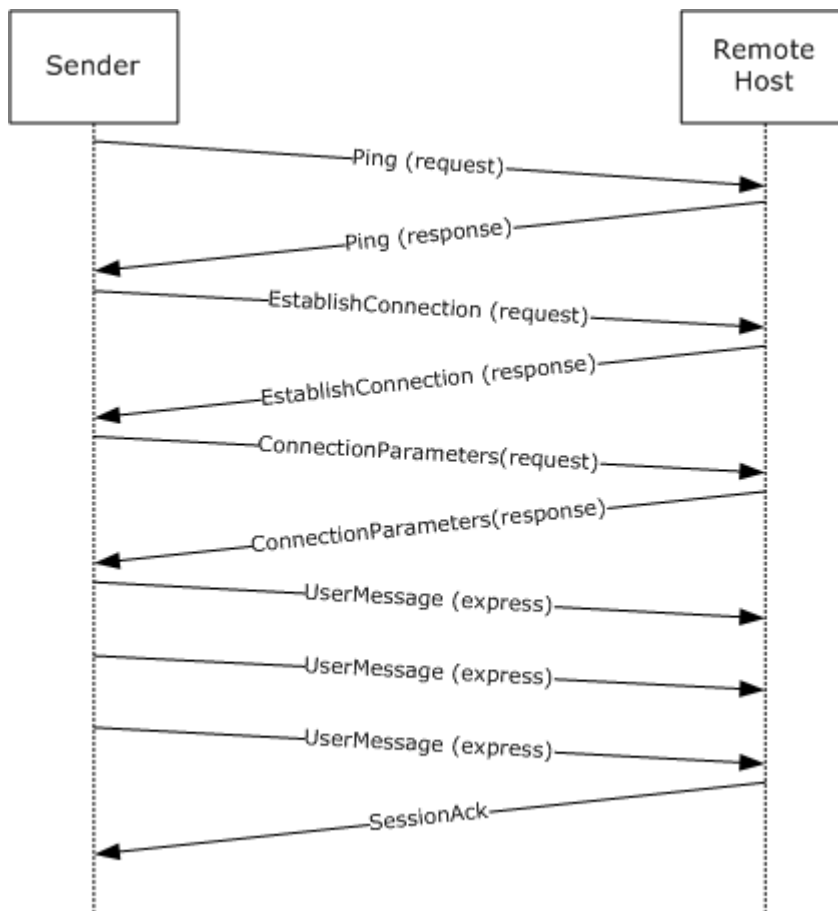 Sender
Remote
Host
Ping (request)
Ping (response)
EstablishConnection (request)
EstablishConnection (response)
ConnectionParameters(request)
ConnectionParameters(response)
UserMessage (express)
UserMessage (express)
UserMessage (express)
SessionAck